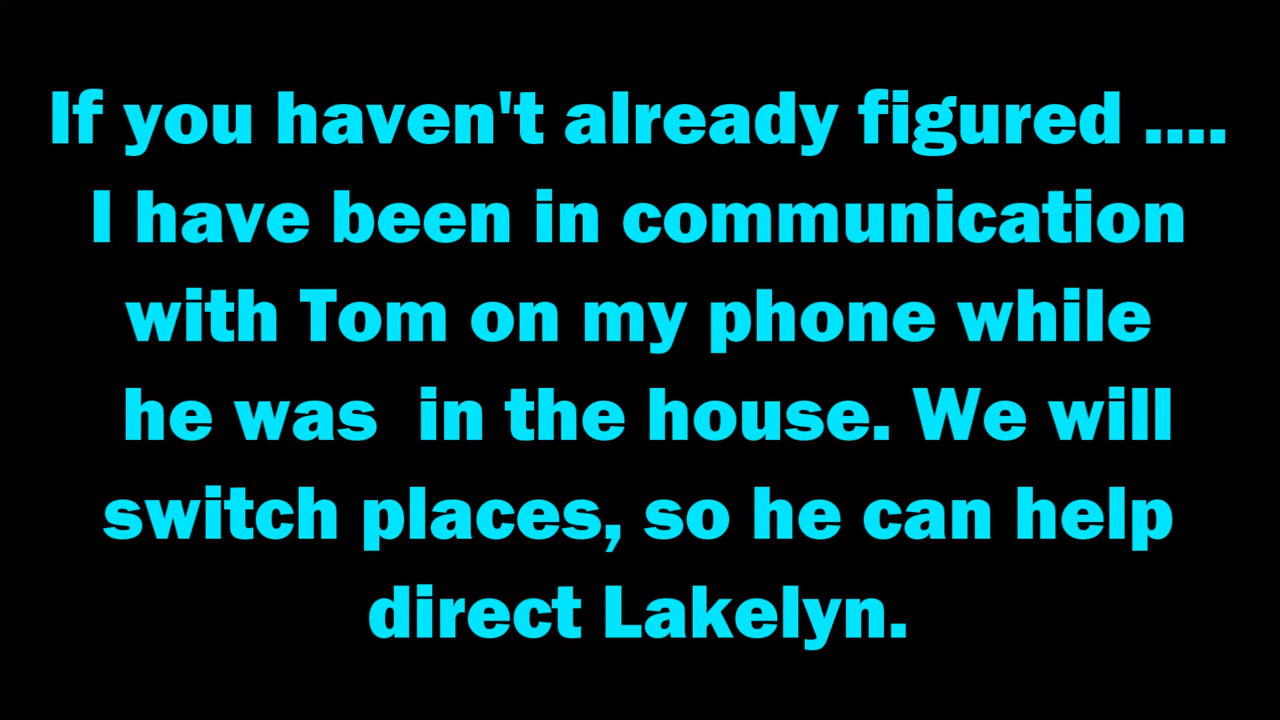 If you haven't already figured ....
I have been in communication
with Tom on my phone while
he was  in the house. We will
switch places, so he can help
direct Lakelyn.